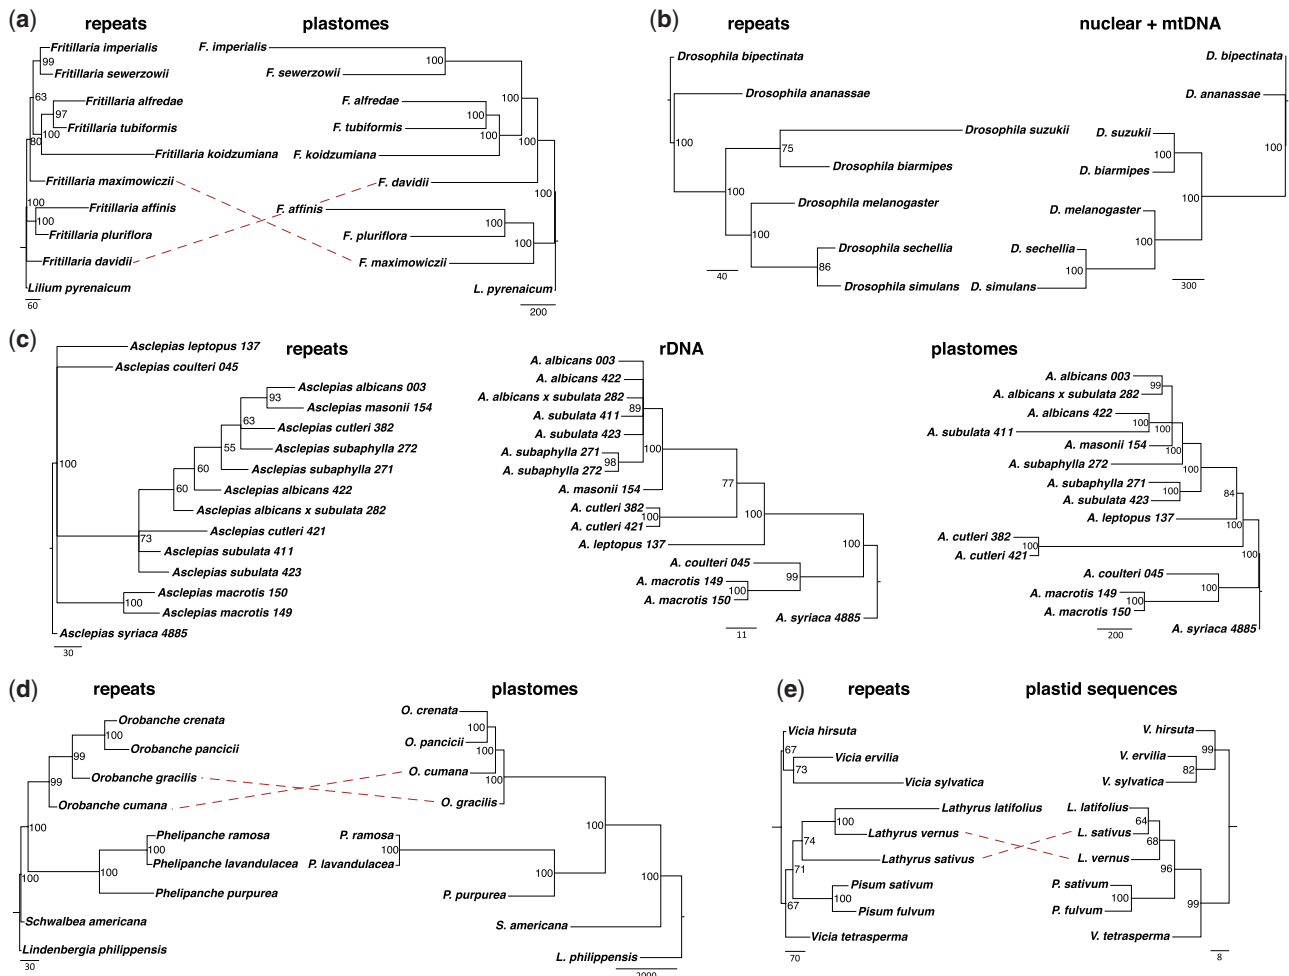 (a)
repeats
plastomes
Fritillaria imperialis
Fritillaria sewerzowii
Fritillaria alfredae
Fritillaria tubiformis
Fritillaria koidzumiana
Fritillaria maximowiczii
Fritillaria affinis
Fritillaria pluriflora
Fritillaria davidii
Lilium pyrenaicum
99
63
97
100
80
100
100
60
F. imperialis
F. sewerzowii
F. alfredae
F. tubiformis
F. koidzumiana
F. davidii
F. affinis
F. pluriflora
F. maximowiczii
L. pyrenaicum
100
100
100
100
100
100
100
100
200
(b)
repeats
nuclear + mtDNA
Drosophila bipectinata
Drosophila ananassae
Drosophila suzukii
Drosophila biarmipes
Drosophila melanogaster
Drosophila sechellia
Drosophila simulans
100
75
100
100
86
40
D. bipectinata
D. ananassae
D. suzukii
D. biarmipes
D. melanogaster
D. sechellia
D. simulans
100
100
100
100
100
300
(c)
repeats
rDNA
plastomes
Asclepias leptopus 137
Asclepias coulteri 045
Asclepias albicans 003
Asclepias masonii 154
Asclepias cutleri 382
Asclepias subaphylla 272
Asclepias subaphylla 271
Asclepias albicans 422
Asclepias albicans x subulata 282
Asclepias cutleri 421
Asclepias subulata 411
Asclepias subulata 423
Asclepias macrotis 150
Asclepias macrotis 149
Asclepias syriaca 4885
93
63
55
60
60
100
73
100
30
A. albicans 003
A. albicans 422
A. albicans x subulata 282
A. subulata 411
A. subulata 423
A. subaphylla 271
A. subaphylla 272
A. masonii 154
A. cutleri 382
A. cutleri 421
A. leptopus 137
A. coulteri 045
A. macrotis 149
A. macrotis 150
A. syriaca 4885
89
100
98
77
100
100
100
99
100
11
A. albicans 003
A. albicans x subulata 282
A. albicans 422
A. subulata 411
A. masonii 154
A. subaphylla 272
A. subaphylla 271
A. subulata 423
A. leptopus 137
A. cutleri 382
A. cutleri 421
A. coulteri 045
A. macrotis 149
A. macrotis 150
A. syriaca 4885
99
100
100
100
100
100
84
100
100
100
100
100
200
(d)
repeats
plastomes
Orobanche crenata
Orobanche pancicii
Orobanche gracilis
Orobanche cumana
Phelipanche ramosa
Phelipanche lavandulacea
Phelipanche purpurea
Schwalbea americana
Lindenbergia philippensis
100
99
99
100
100
100
100
30
O. crenata
O. pancicii
O. cumana
O. gracilis
P. ramosa
P. lavandulacea
P. purpurea
S. americana
L. philippensis
100
100
100
100
100
100
100
2000
(e)
repeats
plastid sequences
Vicia hirsuta
Vicia ervilia
Vicia sylvatica
Lathyrus latifolius
Lathyrus vernus
Lathyrus sativus
Pisum sativum
Pisum fulvum
Vicia tetrasperma
67
73
100
74
71
100
67
70
V. hirsuta
V. ervilia
V. sylvatica
L. latifolius
L. sativus
L. vernus
P. sativum
P. fulvum
V. tetrasperma
99
82
64
68
96
100
99
8